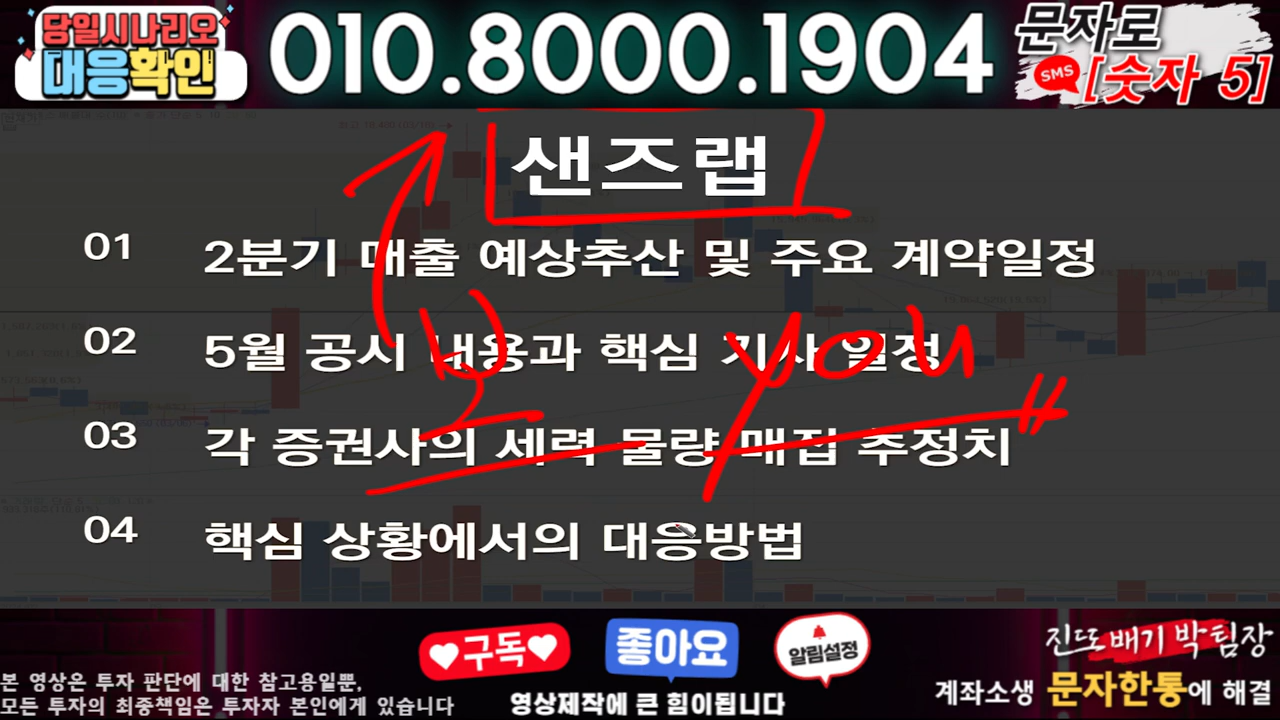 당일시나리오
대응확인
010.8000.1904
문자로
SMS
[숫자 5]
샌즈랩
01 2분기 매출 예상추산 및 주요 계약일정
02 5월 공시 내용과 핵심 기사 일정
보 you
03 각 증권사의 세력 물량 매집 추정치
04 핵심 상황에서의 대응방법
구독
좋아요
알림설정
영상제작에 큰 힘이됩니다
본 영상은 투자 판단에 대한 참고용일뿐,
모든 투자의 최종책임은 투자자 본인에게 있습니다
진또배기 박팀장
계좌소생 문자한통에 해결